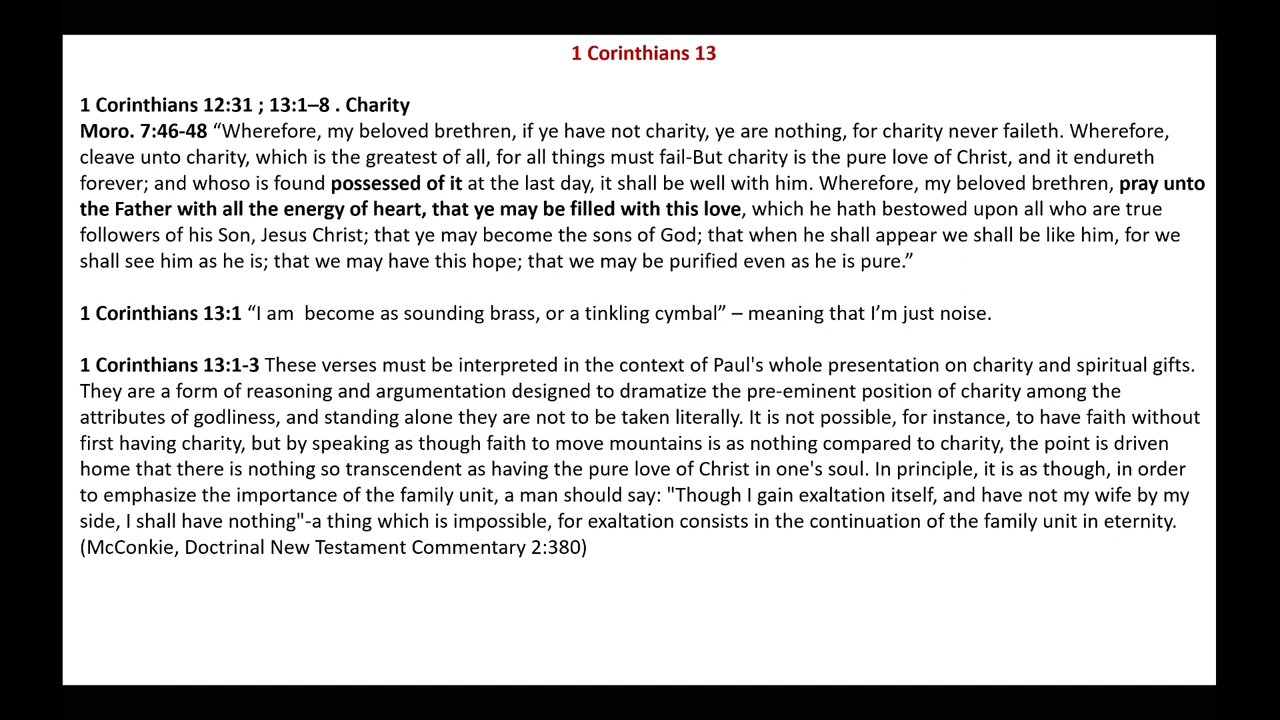 1 Corinthians 13
1 Corinthians 12:31 ; 13:1–8 . Charity
Moro. 7:46-48 “Wherefore, my beloved brethren, if ye have not charity, ye are nothing, for charity never faileth. Wherefore,
cleave unto charity, which is the greatest of all, for all things must fail-But charity is the pure love of Christ, and it endureth
forever; and whoso is found possessed of it at the last day, it shall be well with him. Wherefore, my beloved brethren, pray unto
the Father with all the energy of heart, that ye may be filled with this love, which he hath bestowed upon all who are true
followers of his Son, Jesus Christ; that ye may become the sons of God; that when he shall appear we shall be like him, for we
shall see him as he is; that we may have this hope; that we may be purified even as he is pure.”
1 Corinthians 13:1 “I am  become as sounding brass, or a tinkling cymbal” – meaning that I’m just noise.
1 Corinthians 13:1-3 These verses must be interpreted in the context of Paul's whole presentation on charity and spiritual gifts.
They are a form of reasoning and argumentation designed to dramatize the pre-eminent position of charity among the
attributes of godliness, and standing alone they are not to be taken literally. It is not possible, for instance, to have faith without
first having charity, but by speaking as though faith to move mountains is as nothing compared to charity, the point is driven
home that there is nothing so transcendent as having the pure love of Christ in one's soul. In principle, it is as though, in order
to emphasize the importance of the family unit, a man should say: "Though I gain exaltation itself, and have not my wife by my
side, I shall have nothing"-a thing which is impossible, for exaltation consists in the continuation of the family unit in eternity.
(McConkie, Doctrinal New Testament Commentary 2:380)